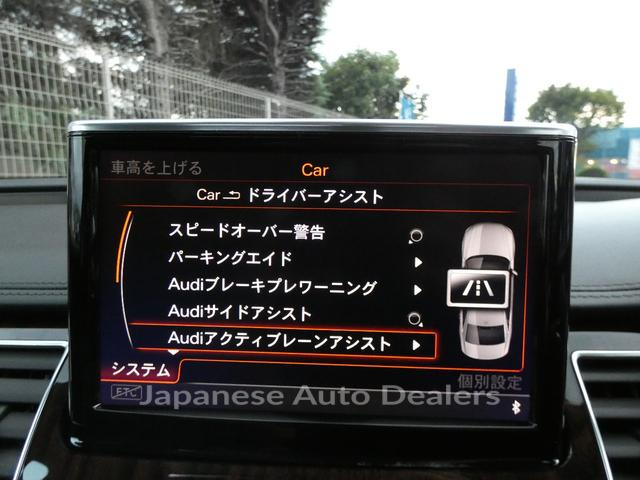 車高を上げる
Car
Car ドライバーアシスト
スピードオーバー警告
パーキングエイド
Audiブレーキプレワーニング
Audiサイドアシスト
Audiアクティブレーンアシスト
システム
個別設定
ETC
Japanese Auto Dealers